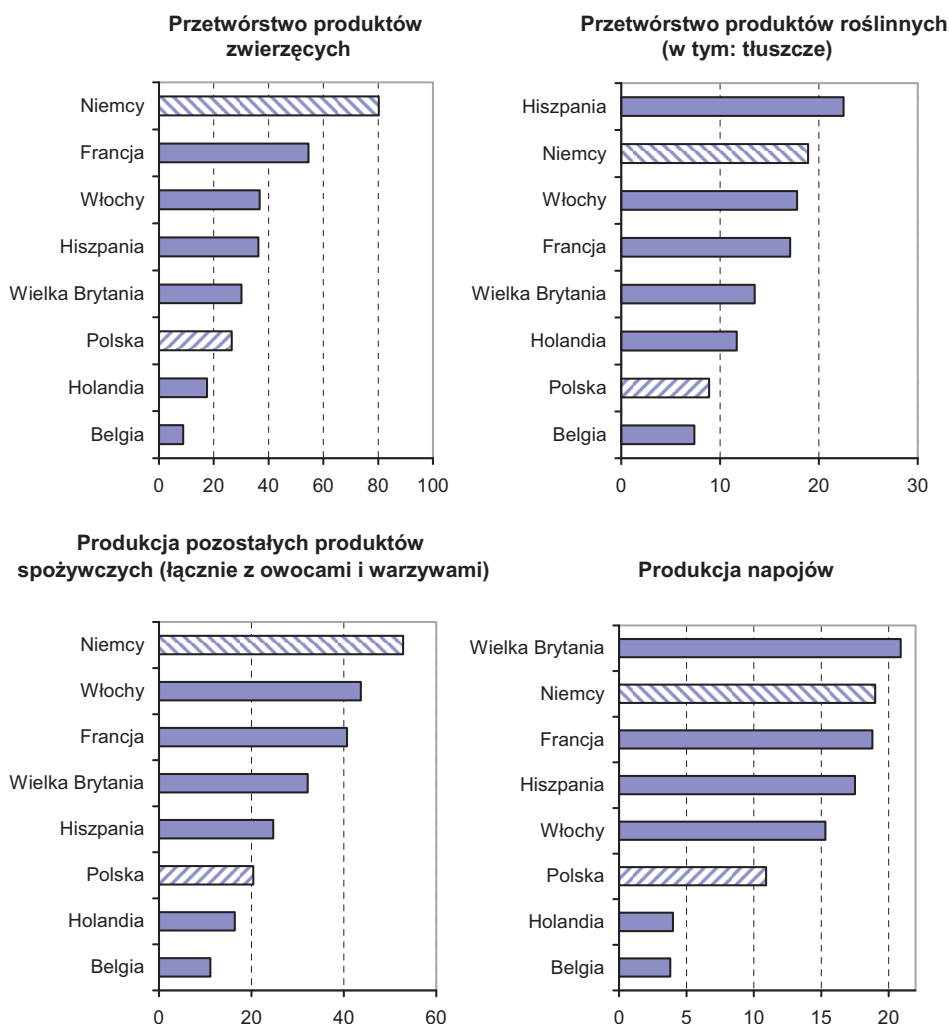 Przetwórstwo produktów
zwierzęcych
Niemcy
Francja
Włochy
Hiszpania
Wielka Brytania
Polska
Holandia
Belgia
0 20 40 60 80 100
Przetwórstwo produktów roślinnych
(w tym: tłuszcze)
Hiszpania
Niemcy
Włochy
Francja
Wielka Brytania
Holandia
Polska
Belgia
0 10 20 30
Produkcja pozostałych produktów
spożywczych (łącznie z owocami i warzywami)
Niemcy
Włochy
Francja
Wielka Brytania
Hiszpania
Polska
Holandia
Belgia
0 20 40 60
Produkcja napojów
Wielka Brytania
Niemcy
Francja
Hiszpania
Włochy
Polska
Holandia
Belgia
0 5 10 15 20